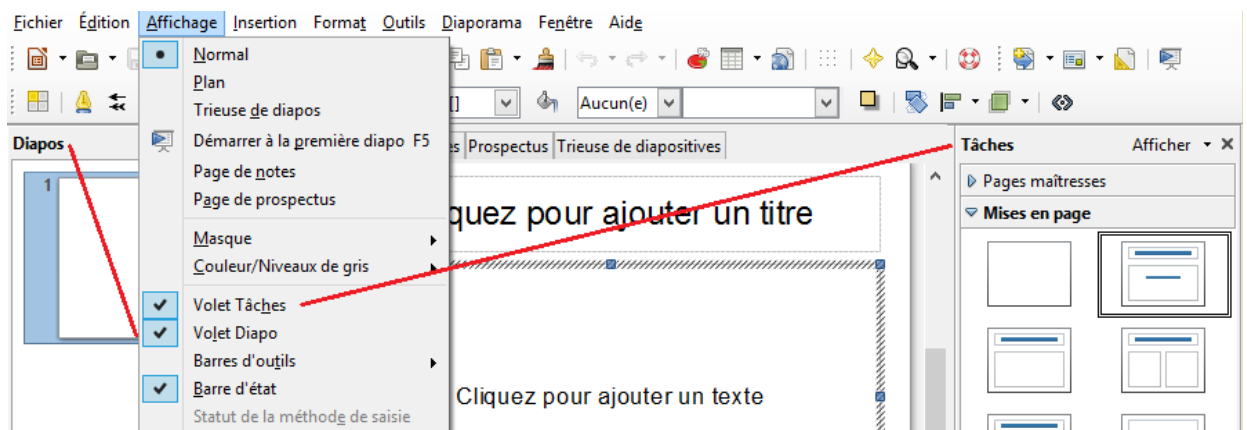 Fichier Édition Affichage Insertion Format Outils Diaporama Fenêtre Aide
Normal
Plan
Trieuse de diapos
Démarrer à la première diapo F5
Page de notes
Page de prospectus
Masque
Couleur/Niveaux de gris
Volet Tâches
Volet Diapo
Barres d'outils
Barre d'état
Statut de la méthode de saisie
Aucun(e)
Diapos
1
Prospectus Trieuse de diapositives
pour ajouter un titre
Cliquez pour ajouter un texte
Tâches Afficher
Pages maîtresses
Mises en page